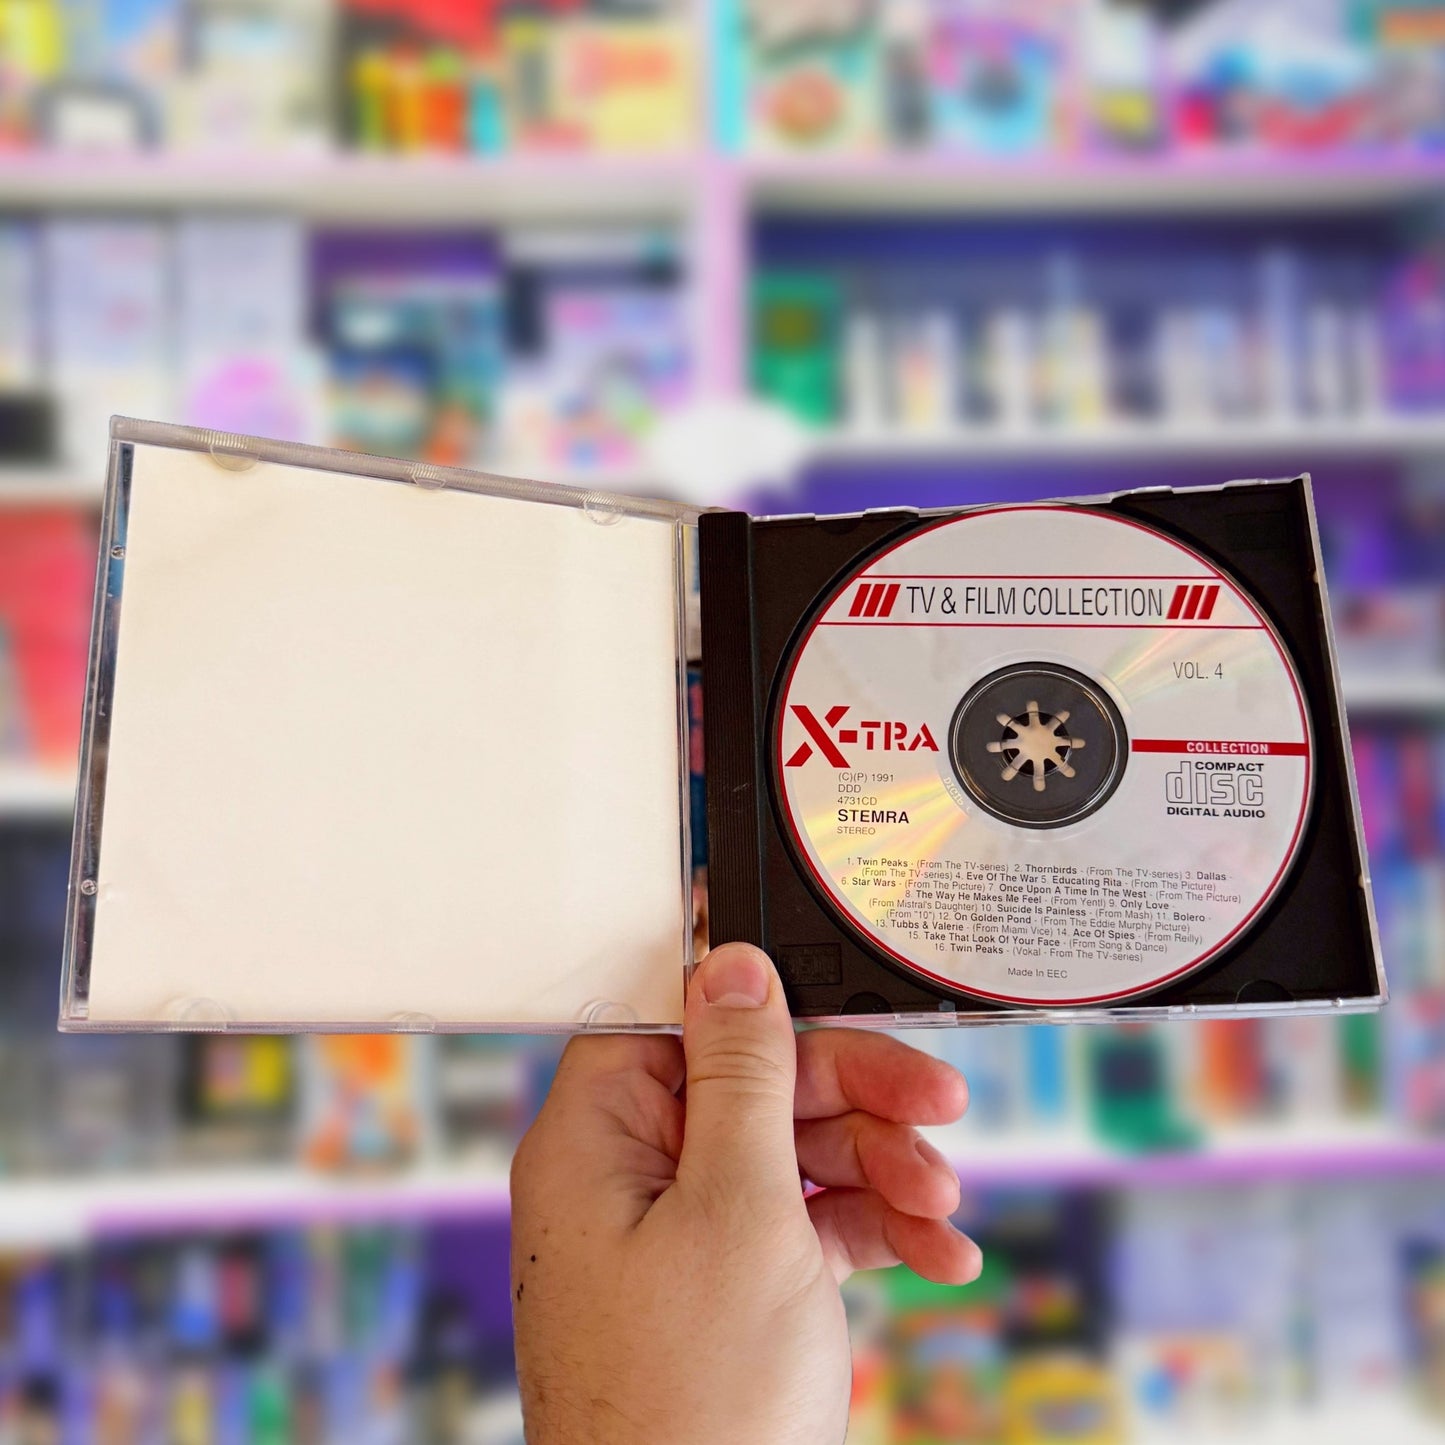 TV & FILM COLLECTION
VOL. 4
X-TRA
COLLECTION
(C)(P) 1991
DDD
4731CD
STEMRA
STEREO
COMPACT
disc
DIGITAL AUDIO
1. Twin Peaks - (From The TV-series) 2. Thornbirds - (From The TV-series) 3. Dallas -
(From The TV-series) 4. Eve Of The War 5. Educating Rita - (From The Picture)
6. Star Wars - (From The Picture) 7. Once Upon A Time In The West - (From The Picture)
8. The Way He Makes Me Feel - (From Yentl) 9. Only Love -
(From Mistral's Daughter) 10. Suicide Is Painless - (From Mash) 11. Bolero -
(From "10") 12. On Golden Pond - (From The Eddie Murphy Picture)
13. Tubbs & Valerie - (From Miami Vice) 14. Ace Of Spies - (From Reilly)
15. Take That Look Of Your Face - (From Song & Dance)
16. Twin Peaks - (Vokal - From The TV-series)
Made In EEC